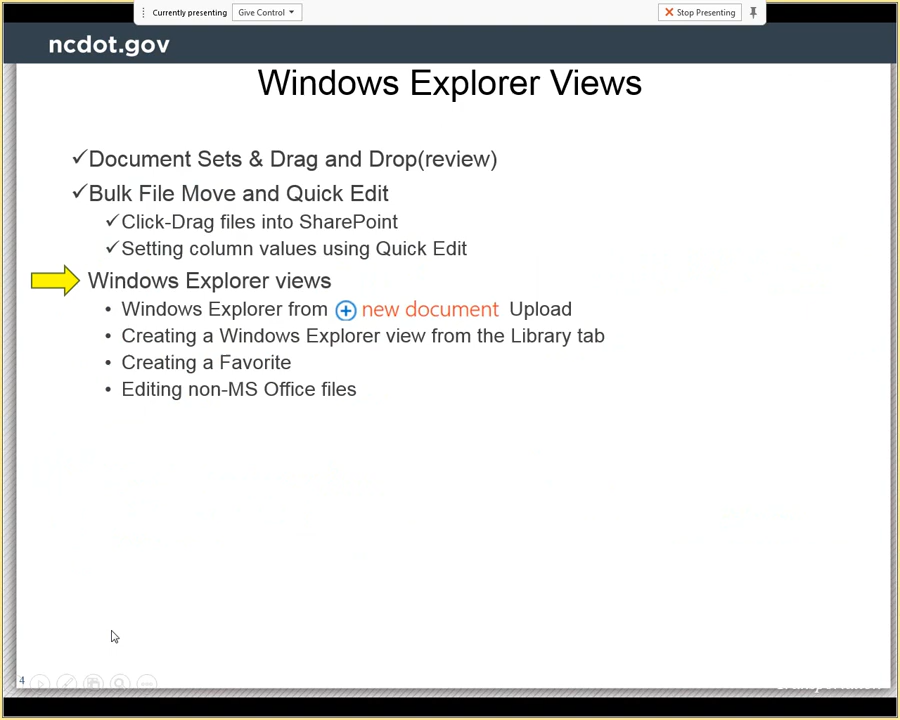 Currently presenting Give Control Stop Presenting
ncdot.gov
Windows Explorer Views
✓Document Sets & Drag and Drop(review)
✓Bulk File Move and Quick Edit
✓Click-Drag files into SharePoint
✓Setting column values using Quick Edit
Windows Explorer views
• Windows Explorer from new document Upload
• Creating a Windows Explorer view from the Library tab
• Creating a Favorite
• Editing non-MS Office files
4